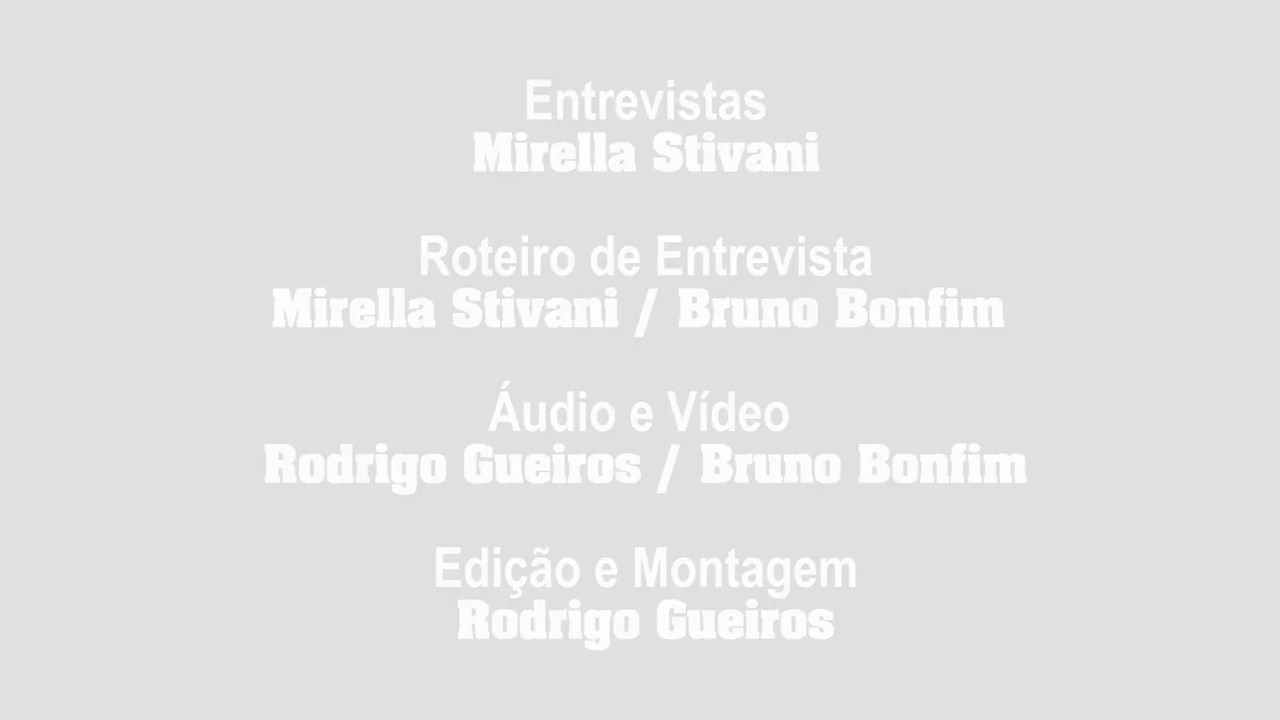 Entrevistas
Mirella Stivani
Roteiro de Entrevista
Mirella Stivani / Bruno Bonfim
Áudio e Vídeo
Rodrigo Gueiros / Bruno Bonfim
Edição e Montagem
Rodrigo Gueiros